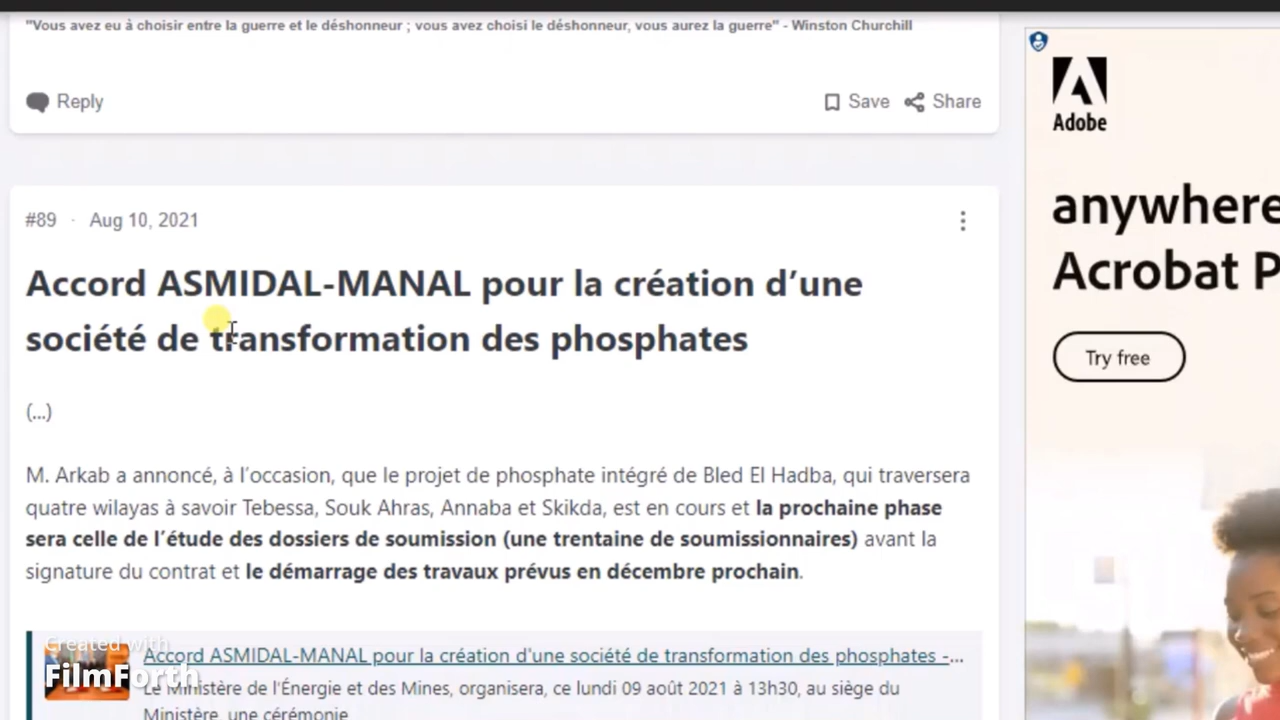 "Vous avez eu à choisir entre la guerre et le déshonneur ; vous avez choisi le déshonneur, vous aurez la guerre" - Winston Churchill
Reply
Save
Share
#89 · Aug 10, 2021
Accord ASMIDAL-MANAL pour la création d’une
société de transformation des phosphates
(...)
M. Arkab a annoncé, à l’occasion, que le projet de phosphate intégré de Bled El Hadba, qui traversera
quatre wilayas à savoir Tebessa, Souk Ahras, Annaba et Skikda, est en cours et la prochaine phase
sera celle de l’étude des dossiers de soumission (une trentaine de soumissionnaires) avant la
signature du contrat et le démarrage des travaux prévus en décembre prochain.
Accord ASMIDAL-MANAL pour la création d'une société de transformation des phosphates -...
Le Ministère de l'Énergie et des Mines, organisera, ce lundi 09 août 2021 à 13h30, au siège du
Ministère, une cérémonie
Created with
FilmForth
Adobe
anywhere
Acrobat P
Try free